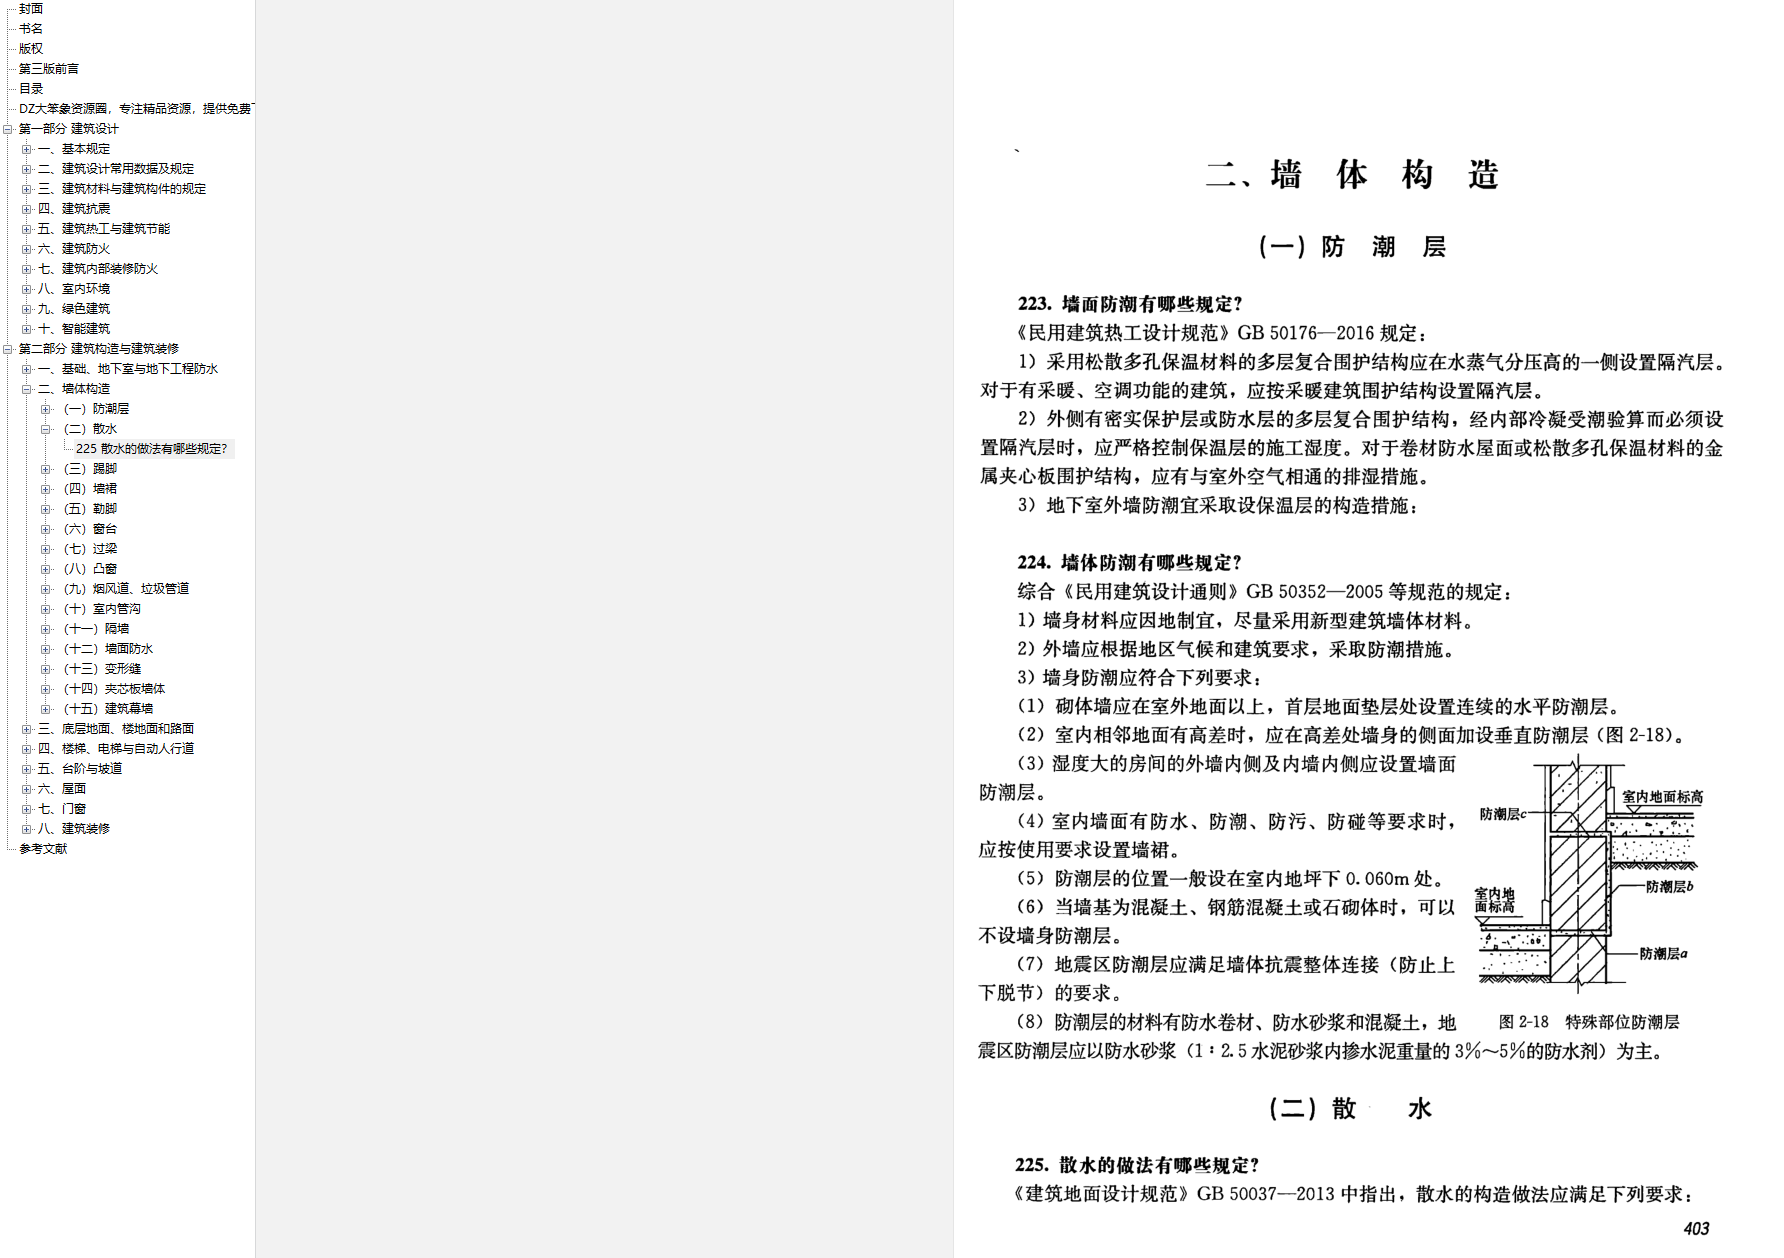 封面
书名
版权
第三版前言
目录
DZ大笨象资源圈，专注精品资源，提供免费
第一部分 建筑设计
一、基本规定
二、建筑设计常用数据及规定
三、建筑材料与建筑构件的规定
四、建筑抗震
五、建筑热工与建筑节能
六、建筑防火
七、建筑内部装修防火
八、室内环境
九、绿色建筑
十、智能建筑
第二部分 建筑构造与建筑装修
一、基础、地下室与地下工程防水
二、墙体构造
（一）防潮层
（二）散水
225 散水的做法有哪些规定?
（三）踢脚
（四）墙裙
（五）勒脚
（六）窗台
（七）过梁
（八）凸窗
（九）烟风道、垃圾管道
（十）室内管沟
（十一）隔墙
（十二）墙面防水
（十三）变形缝
（十四）夹芯板墙体
（十五）建筑幕墙
三、底层地面、楼地面和路面
四、楼梯、电梯与自动人行道
五、台阶与坡道
六、屋面
七、门窗
八、建筑装修
参考文献
二、墙 体 构 造
(一) 防 潮 层
223. 墙面防潮有哪些规定?
《民用建筑热工设计规范》GB 50176—2016 规定：
1）采用松散多孔保温材料的多层复合围护结构应在水蒸气分压高的一侧设置隔汽层。
对于有采暖、空调功能的建筑，应按采暖建筑围护结构设置隔汽层。
2）外侧有密实保护层或防水层的多层复合围护结构，经内部冷凝受潮验算而必须设
置隔汽层时，应严格控制保温层的施工湿度。对于卷材防水屋面或松散多孔保温材料的金
属夹心板围护结构，应有与室外空气相通的排湿措施。
3）地下室外墙防潮宜采取设保温层的构造措施：
224. 墙体防潮有哪些规定?
综合《民用建筑设计通则》GB 50352—2005 等规范的规定：
1）墙身材料应因地制宜，尽量采用新型建筑墙体材料。
2）外墙应根据地区气候和建筑要求，采取防潮措施。
3）墙身防潮应符合下列要求：
（1）砌体墙应在室外地面以上，首层地面垫层处设置连续的水平防潮层。
（2）室内相邻地面有高差时，应在高差处墙身的侧面加设垂直防潮层（图 2-18）。
（3）湿度大的房间的外墙内侧及内墙内侧应设置墙面
防潮层。
（4）室内墙面有防水、防潮、防污、防碰等要求时，
应按使用要求设置墙裙。
（5）防潮层的位置一般设在室内地坪下 0.060m 处。
（6）当墙基为混凝土、钢筋混凝土或石砌体时，可以
不设墙身防潮层。
（7）地震区防潮层应满足墙体抗震整体连接（防止上
下脱节）的要求。
（8）防潮层的材料有防水卷材、防水砂浆和混凝土，地
震区防潮层应以防水砂浆（1：2.5 水泥砂浆内掺水泥重量的 3%～5%的防水剂）为主。
室内地面标高
防潮层c
防潮层b
室内地
面标高
防潮层a
图 2-18 特殊部位防潮层
(二) 散 水
225. 散水的做法有哪些规定?
《建筑地面设计规范》GB 50037—2013 中指出，散水的构造做法应满足下列要求：
403